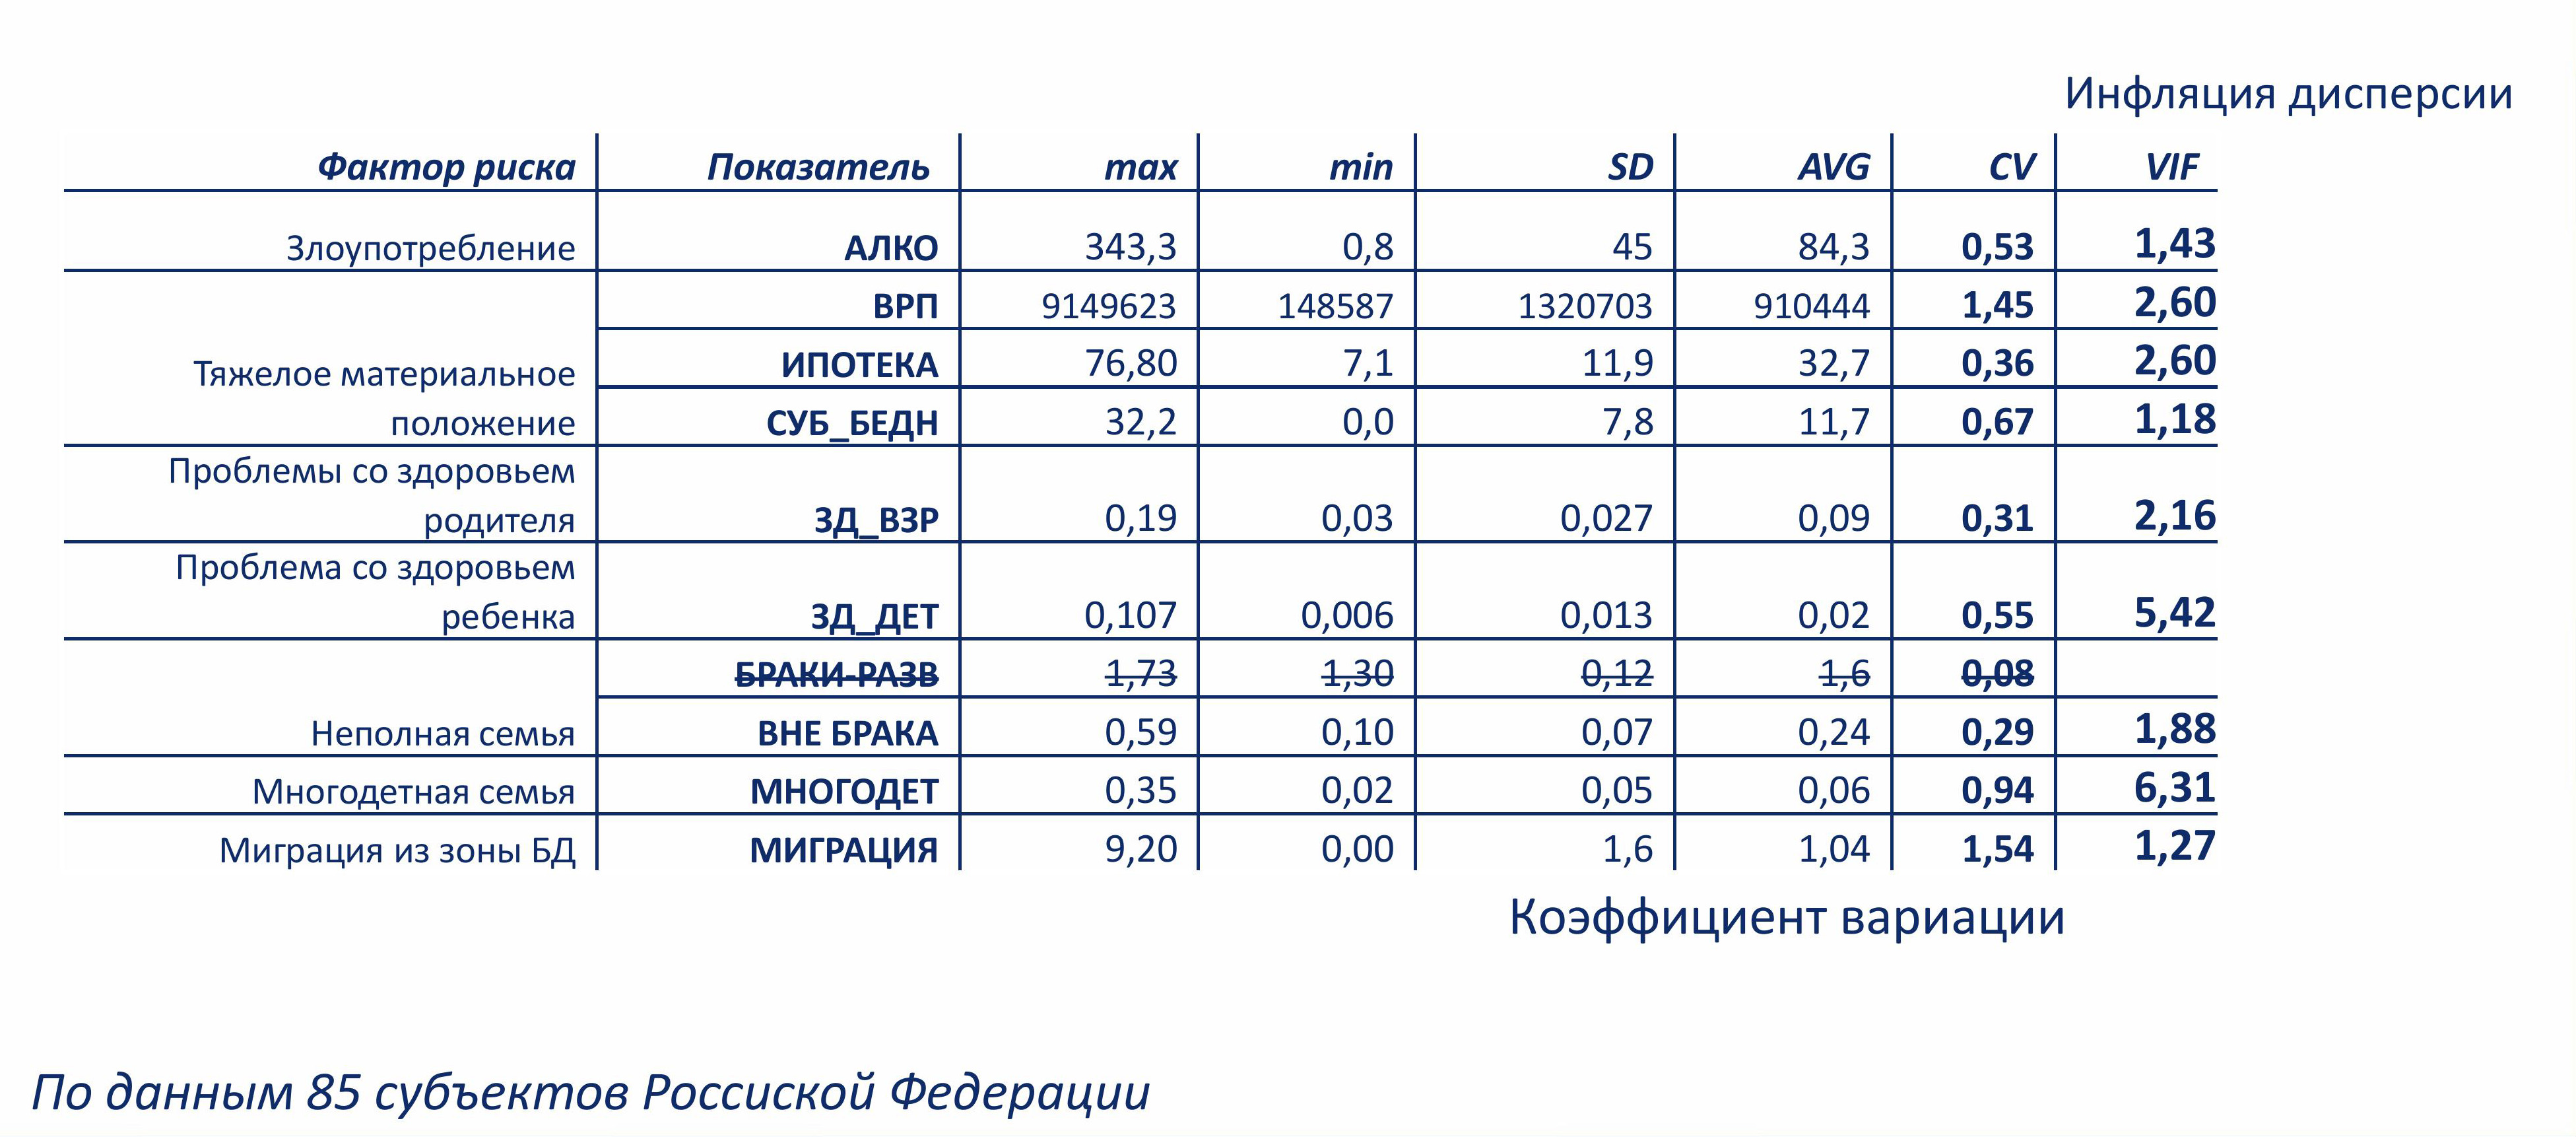 Инфляция дисперсии
Фактор риска Показатель max min SD AVG CV VIF
Злоупотребление АЛКО 343,3 0,8 45 84,3 0,53 1,43
ВРП 9149623 148587 1320703 910444 1,45 2,60
Тяжелое материальное ИПОТЕКА 76,80 7,1 11,9 32,7 0,36 2,60
положение СУБ_БЕДН 32,2 0,0 7,8 11,7 0,67 1,18
Проблемы со здоровьем
родителя ЗД_ВЗР 0,19 0,03 0,027 0,09 0,31 2,16
Проблема со здоровьем
ребенка ЗД_ДЕТ 0,107 0,006 0,013 0,02 0,55 5,42
БРАКИ-РАЗВ 1,73 1,30 0,12 1,6 0,08
Неполная семья ВНЕ БРАКА 0,59 0,10 0,07 0,24 0,29 1,88
Многодетная семья МНОГОДЕТ 0,35 0,02 0,05 0,06 0,94 6,31
Миграция из зоны БД МИГРАЦИЯ 9,20 0,00 1,6 1,04 1,54 1,27
Коэффициент вариации
По данным 85 субъектов Россиской Федерации